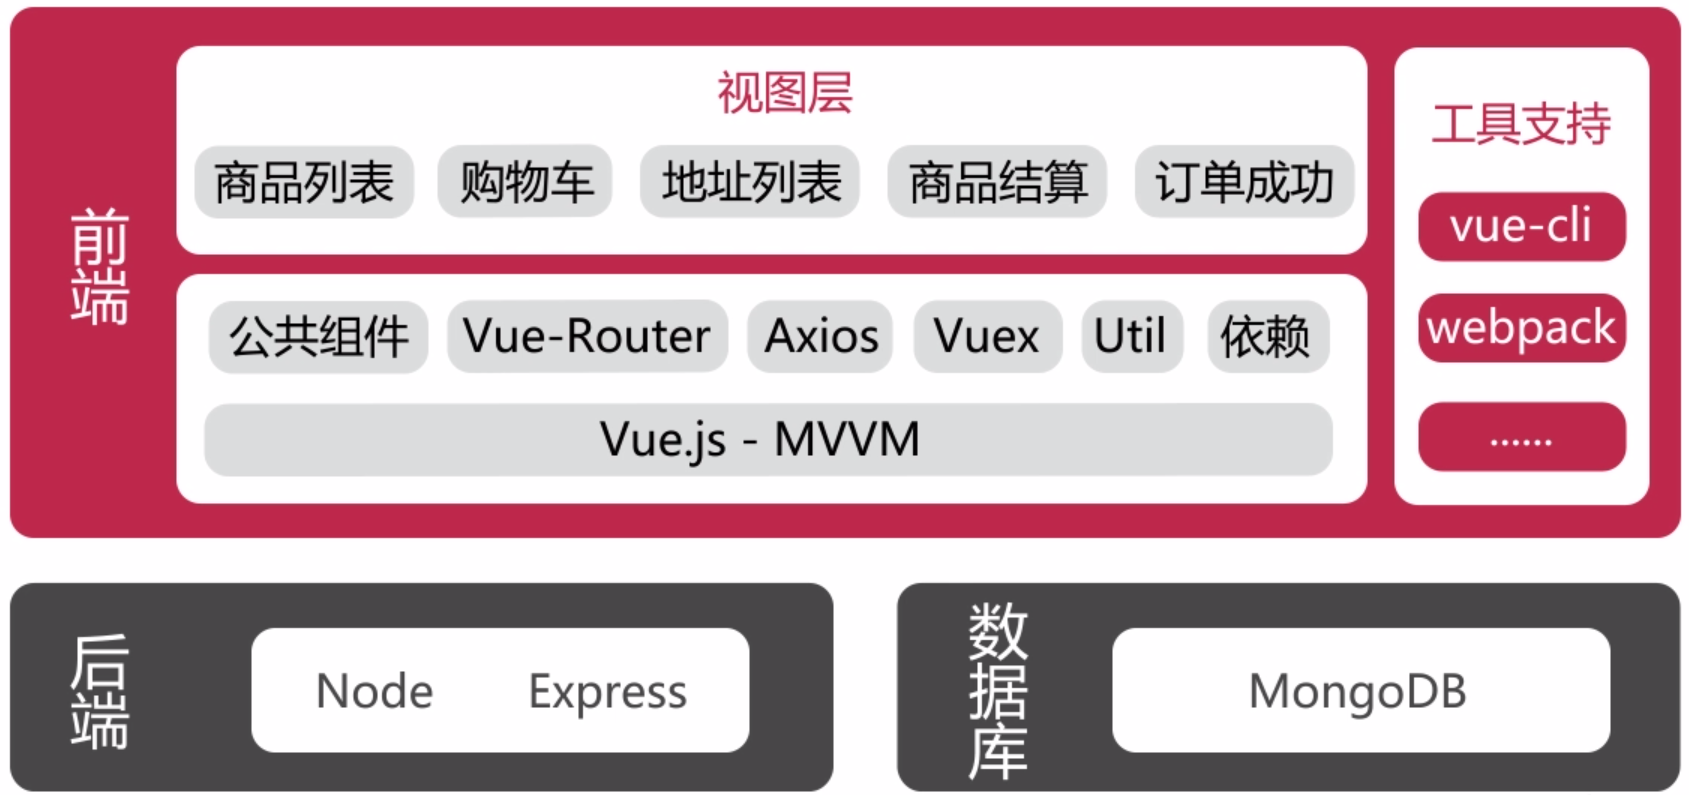 前端
视图层
商品列表 购物车 地址列表 商品结算 订单成功
公共组件 Vue-Router Axios Vuex Util 依赖
Vue.js - MVVM
工具支持
vue-cli
webpack
......
后端
Node Express
数据库
MongoDB